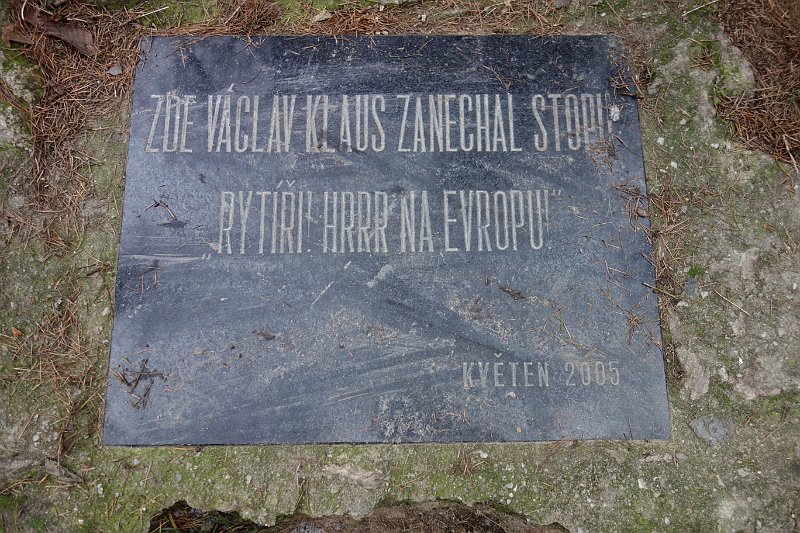 ZDE VÁCLAV KLAUS ZANECHAL STOPU
„RYTÍŘI! HRRR NA EVROPU!“
KVĚTEN 2005